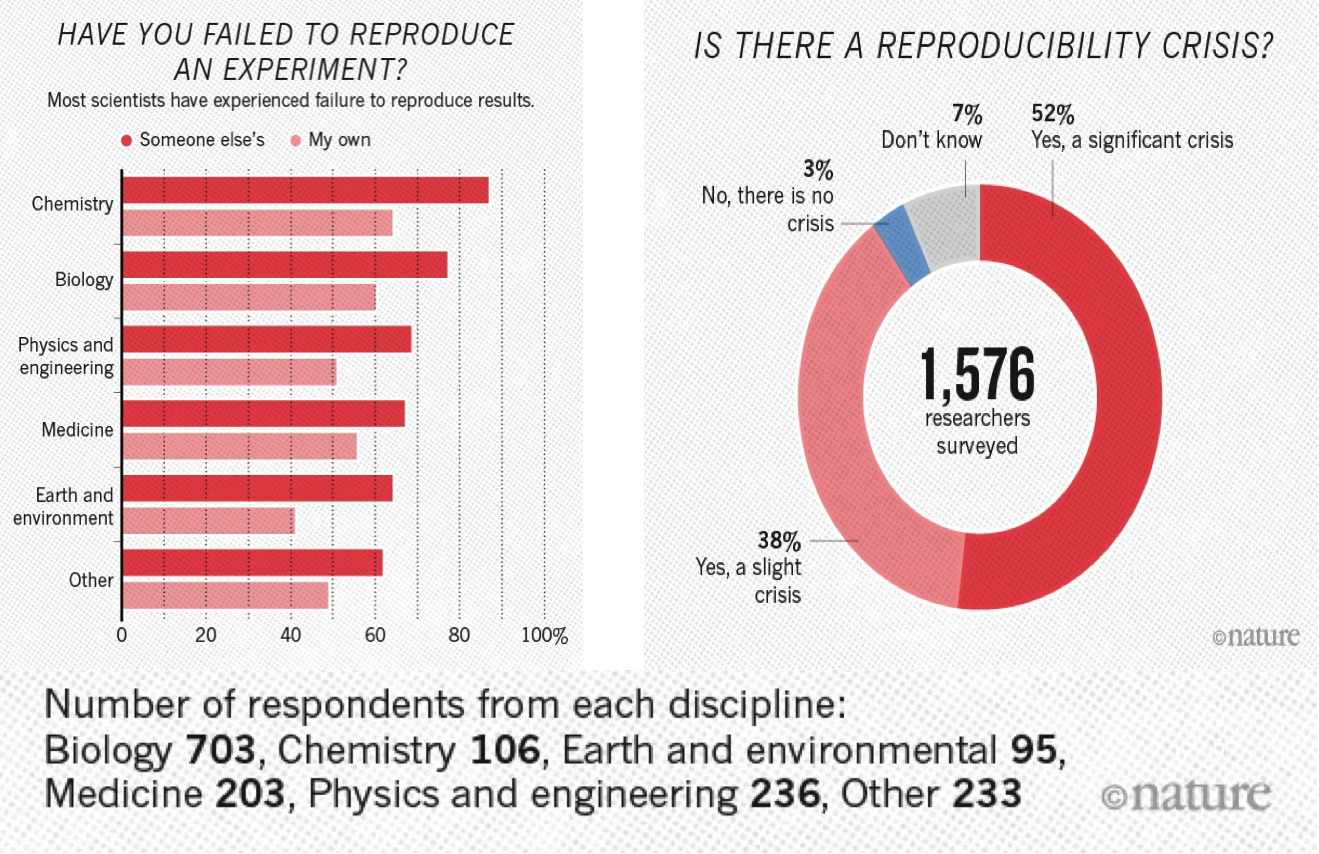 HAVE YOU FAILED TO REPRODUCE
AN EXPERIMENT?
Most scientists have experienced failure to reproduce results.
Someone else's My own
Chemistry
Biology
Physics and
engineering
Medicine
Earth and
environment
Other
0 20 40 60 80 100%
IS THERE A REPRODUCIBILITY CRISIS?
7%
Don't know
52%
Yes, a significant crisis
3%
No, there is no
crisis
1,576
researchers
surveyed
38%
Yes, a slight
crisis
©nature
Number of respondents from each discipline:
Biology 703, Chemistry 106, Earth and environmental 95,
Medicine 203, Physics and engineering 236, Other 233
©nature